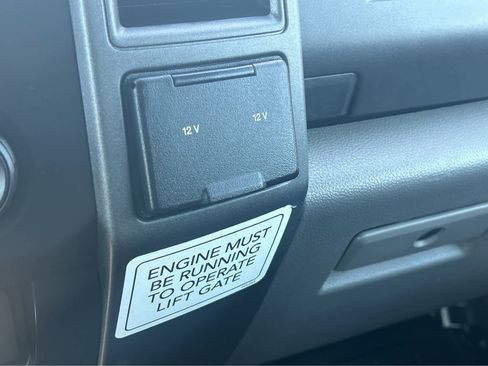 12 V 12 V
ENGINE MUST
BE RUNNING
TO OPERATE
LIFT GATE